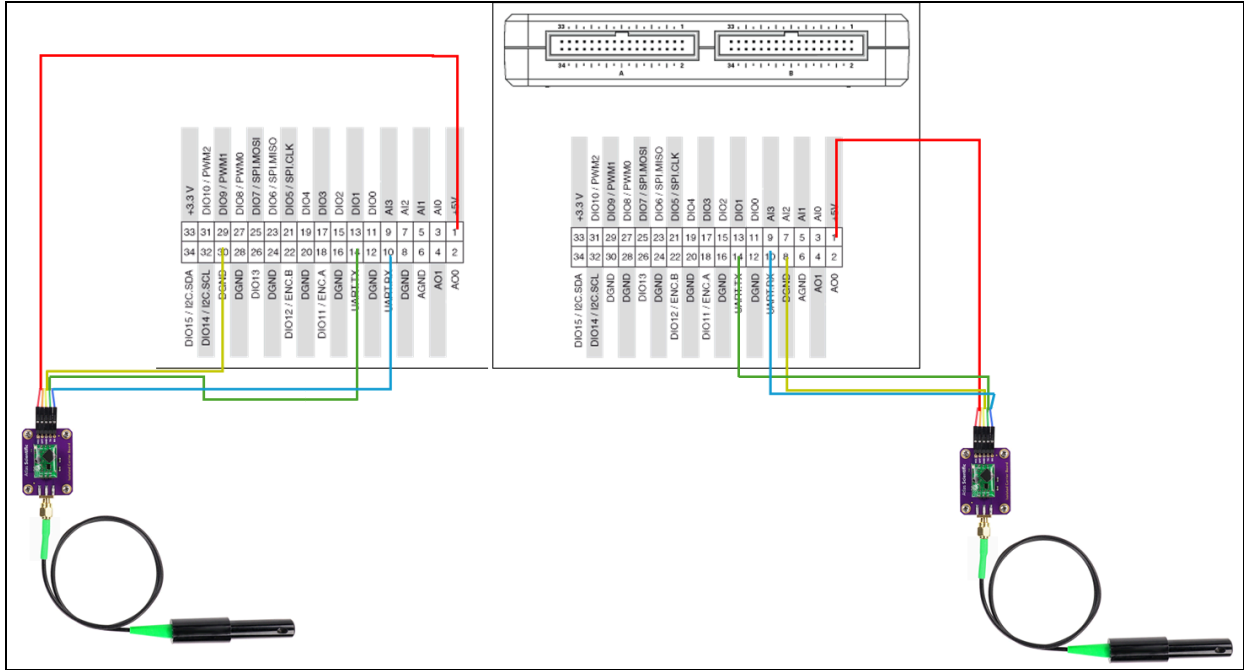 33 1 33 1
34 2 34 2
A B
+3.3 V
DIO10 / PWM2
DIO9 / PWM1
DIO8 / PWM0
DIO7 / SPI.MOSI
DIO6 / SPI.MISO
DIO5 / SPI.CLK
DIO4
DIO3
DIO2
DIO1
DIO0
AI3
AI2
AI1
AI0
+5V
33 31 29 27 25 23 21 19 17 15 13 11 9 7 5 3 1
34 32 30 28 26 24 22 20 18 16 14 12 10 8 6 4 2
DIO15 / I2C.SDA
DIO14 / I2C.SCL
DGND
DGND
DIO13
DGND
DIO12 / ENC.B
DGND
DIO11 / ENC.A
DGND
UART.TX
DGND
UART.RX
DGND
AGND
AO1
AO0
+3.3 V
DIO10 / PWM2
DIO9 / PWM1
DIO8 / PWM0
DIO7 / SPI.MOSI
DIO6 / SPI.MISO
DIO5 / SPI.CLK
DIO4
DIO3
DIO2
DIO1
DIO0
AI3
AI2
AI1
AI0
+5V
33 31 29 27 25 23 21 19 17 15 13 11 9 7 5 3 1
34 32 30 28 26 24 22 20 18 16 14 12 10 8 6 4 2
DIO15 / I2C.SDA
DIO14 / I2C.SCL
DGND
DGND
DIO13
DGND
DIO12 / ENC.B
DGND
DIO11 / ENC.A
DGND
UART.TX
DGND
UART.RX
DGND
AGND
AO1
AO0
Atlas Scientific
Atlas Scientific